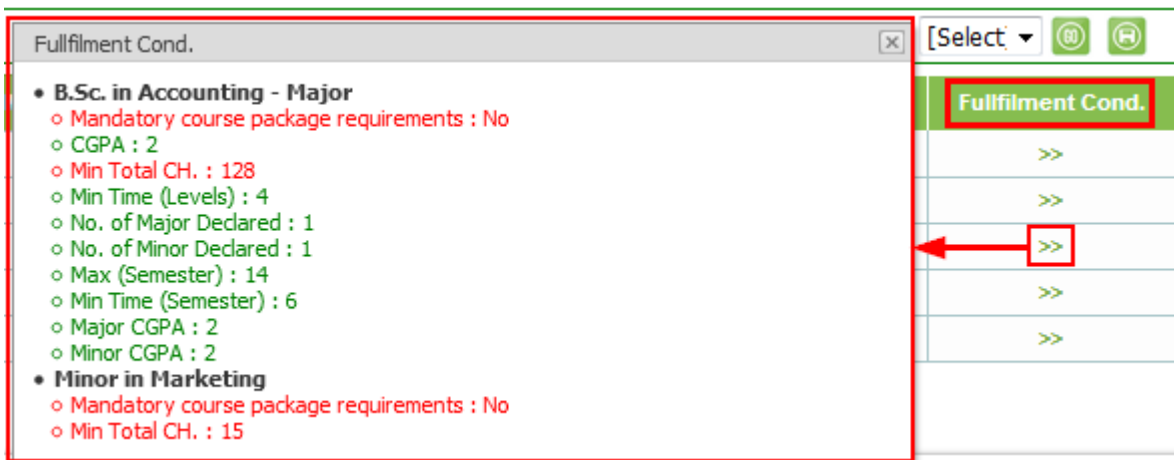 Fullfilment Cond.
[Select]
Fullfilment Cond.
• B.Sc. in Accounting - Major
○ Mandatory course package requirements : No
○ CGPA : 2
○ Min Total CH. : 128
○ Min Time (Levels) : 4
○ No. of Major Declared : 1
○ No. of Minor Declared : 1
○ Max (Semester) : 14
○ Min Time (Semester) : 6
○ Major CGPA : 2
○ Minor CGPA : 2
• Minor in Marketing
○ Mandatory course package requirements : No
○ Min Total CH. : 15
>>
>>
>>
>>
>>